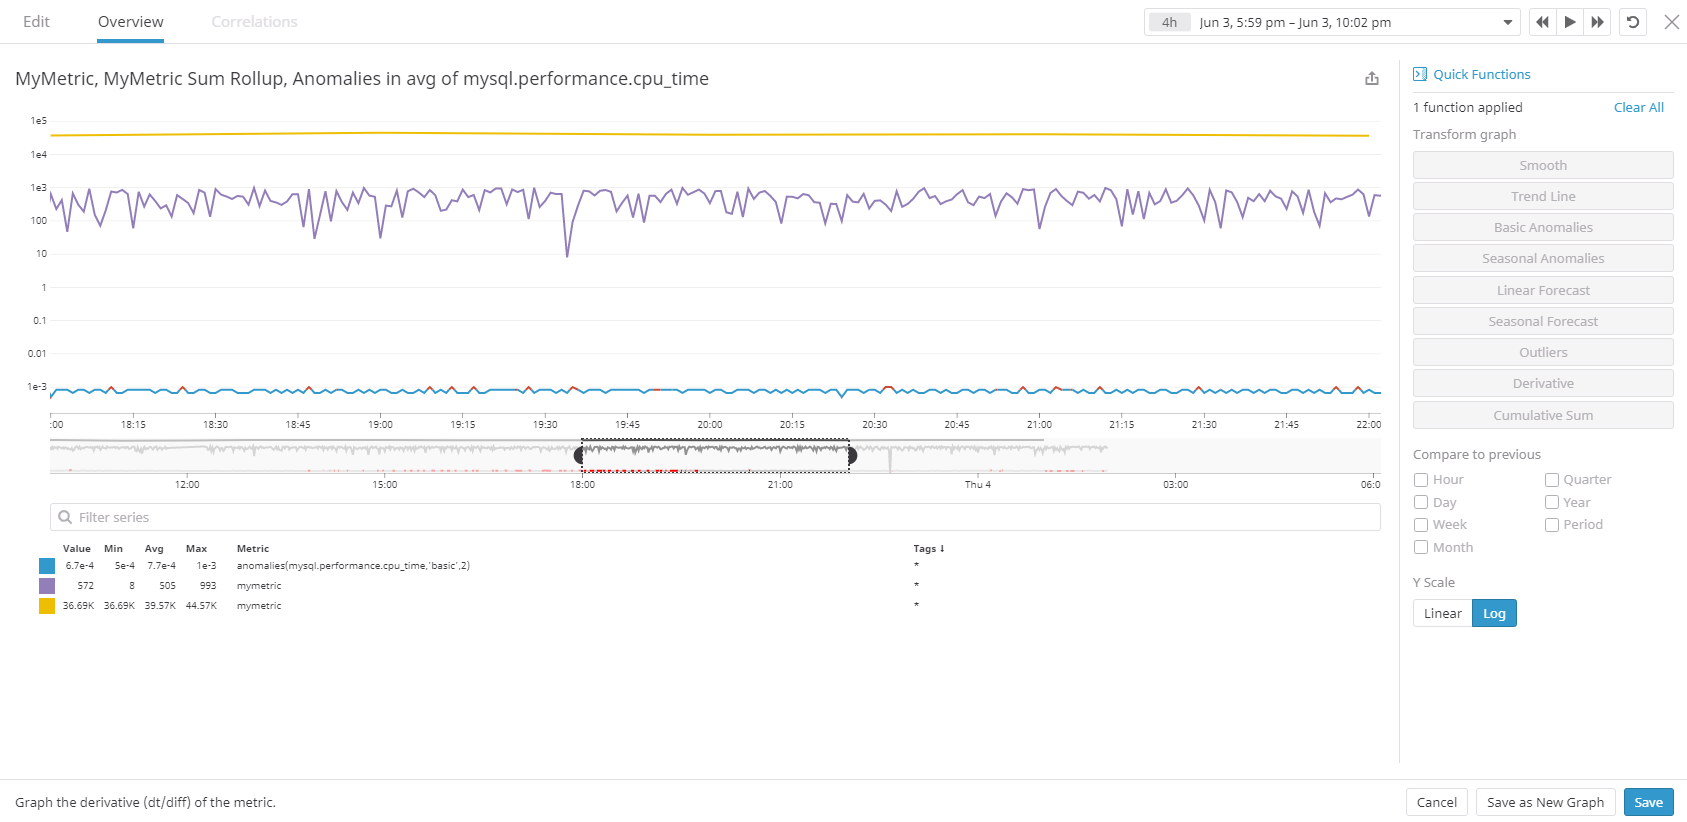 Edit Overview Correlations
4h Jun 3, 5:59 pm – Jun 3, 10:02 pm
MyMetric, MyMetric Sum Rollup, Anomalies in avg of mysql.performance.cpu_time
1e5
1e4
1e3
100
10
1
0.1
0.01
1e-3
:00 18:15 18:30 18:45 19:00 19:15 19:30 19:45 20:00 20:15 20:30 20:45 21:00 21:15 21:30 21:45 22:00
12:00 15:00 18:00 21:00 Thu 4 03:00 06:0
Filter series
Value Min Avg Max Metric Tags ↓
6.7e-4 5e-4 7.7e-4 1e-3 anomalies(mysql.performance.cpu_time,'basic',2) *
572 8 505 993 mymetric *
36.69K 36.69K 39.57K 44.57K mymetric *
Quick Functions
1 function applied Clear All
Transform graph
Smooth
Trend Line
Basic Anomalies
Seasonal Anomalies
Linear Forecast
Seasonal Forecast
Outliers
Derivative
Cumulative Sum
Compare to previous
Hour Quarter
Day Year
Week Period
Month
Y Scale
Linear Log
Graph the derivative (dt/diff) of the metric.
Cancel Save as New Graph Save